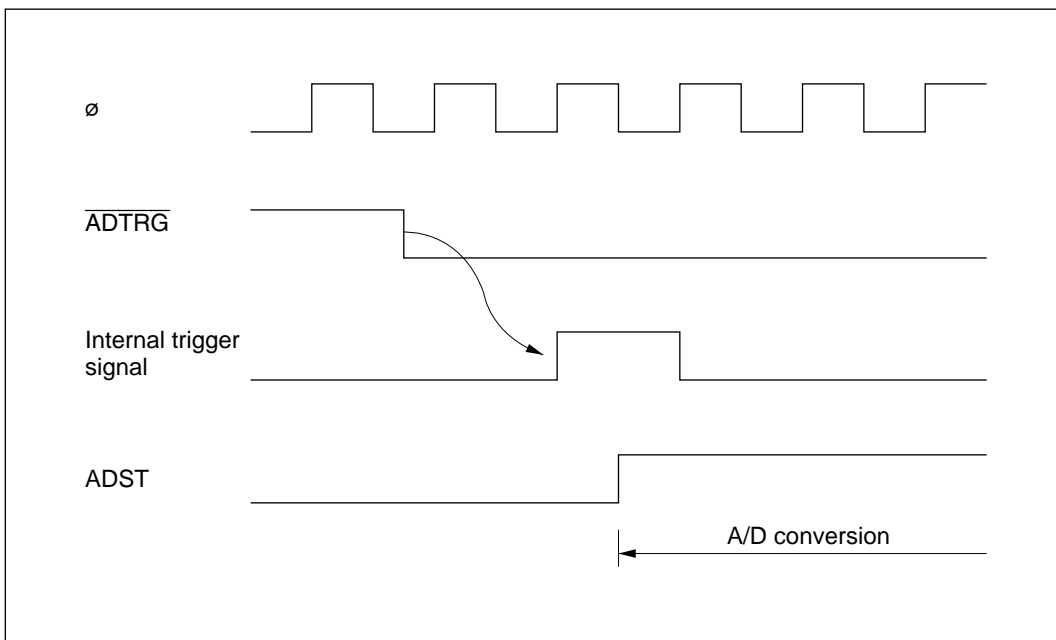 ø
ADTRG
Internal trigger
signal
ADST
A/D conversion